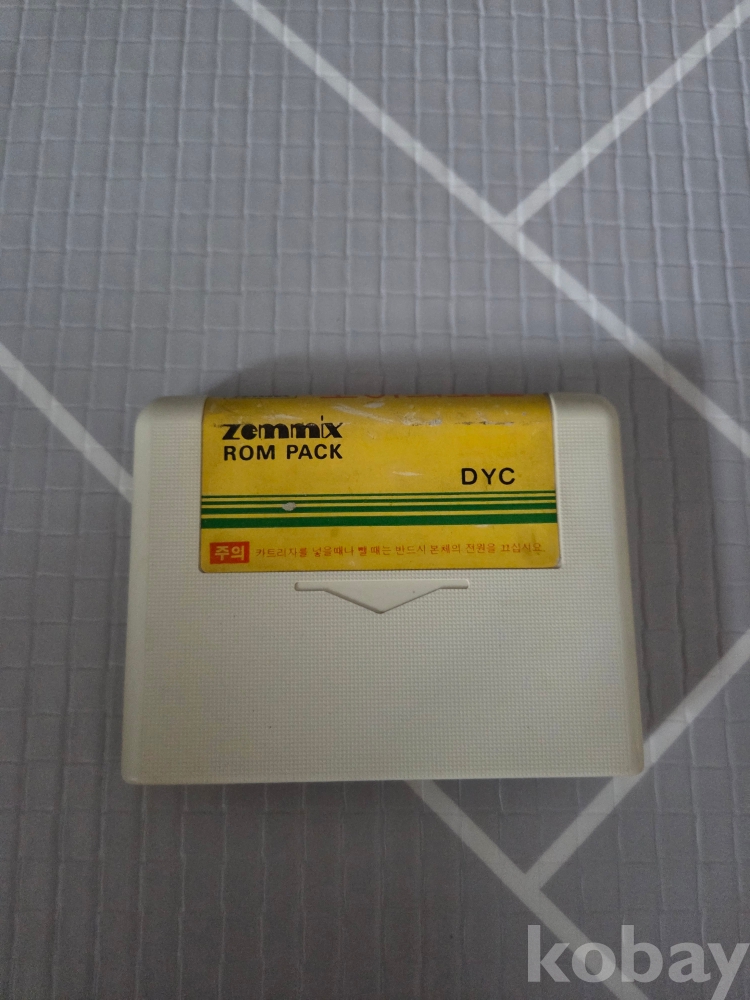 zemmix
ROM PACK
DYC
주의 카트리지를 넣을때나 뺄 때는 반드시 본체의 전원을 끄십시오.
kobay